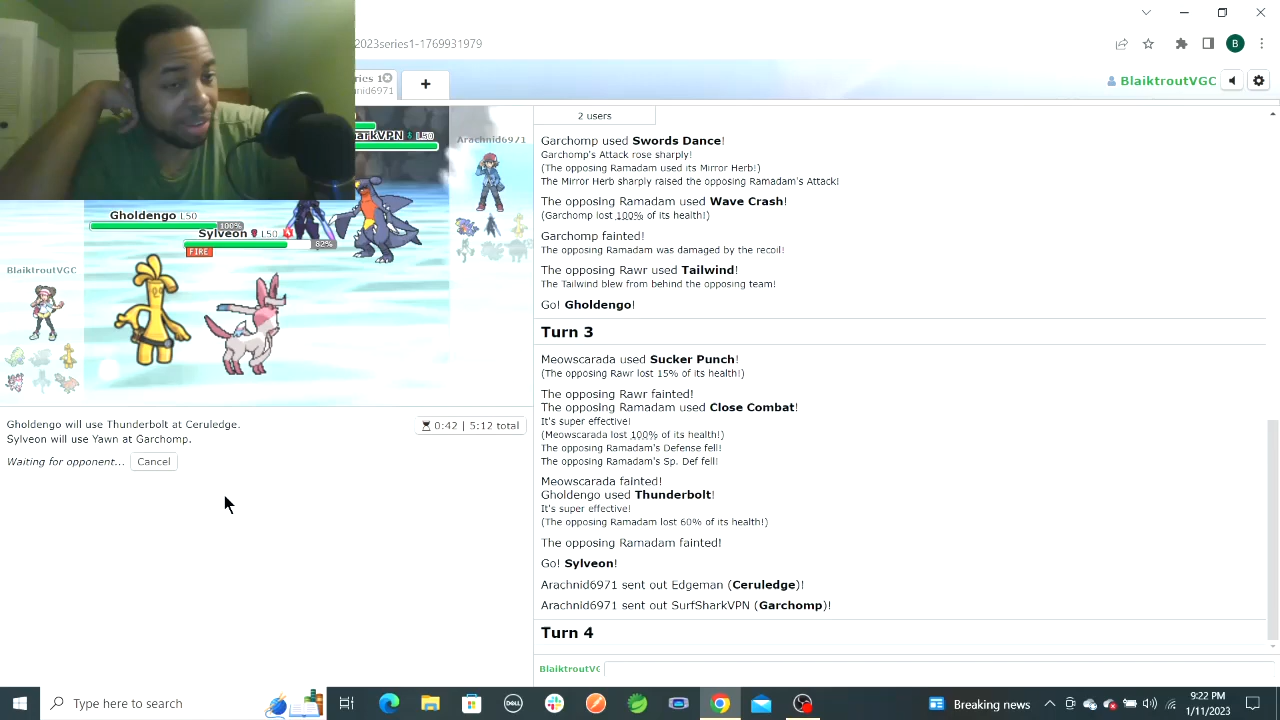 2023series1-1769931979
B
ries 1
nid6971
+
BlaiktroutVGC
2 users
arkVPN L50
Arachnid6971
Gholdengo L50
100%
Sylveon L50
82%
FIRE
BlaiktroutVGC
Garchomp used Swords Dance!
Garchomp's Attack rose sharply!
(The opposing Ramadam used its Mirror Herb!)
The Mirror Herb sharply raised the opposing Ramadam's Attack!
The opposing Ramadam used Wave Crash!
(Garchomp lost 100% of its health!)
Garchomp fainted!
The opposing Ramadam was damaged by the recoil!
The opposing Rawr used Tailwind!
The Tailwind blew from behind the opposing team!
Go! Gholdengo!
Turn 3
Meowscarada used Sucker Punch!
(The opposing Rawr lost 15% of its health!)
The opposing Rawr fainted!
The opposing Ramadam used Close Combat!
It's super effective!
(Meowscarada lost 100% of its health!)
The opposing Ramadam's Defense fell!
The opposing Ramadam's Sp. Def fell!
Meowscarada fainted!
Gholdengo used Thunderbolt!
It's super effective!
(The opposing Ramadam lost 60% of its health!)
The opposing Ramadam fainted!
Go! Sylveon!
Arachnid6971 sent out Edgeman (Ceruledge)!
Arachnid6971 sent out SurfSharkVPN (Garchomp)!
Turn 4
BlaiktroutVG
Gholdengo will use Thunderbolt at Ceruledge.
Sylveon will use Yawn at Garchomp.
Waiting for opponent... Cancel
0:42 | 5:12 total
Type here to search
DELL
Breaking news
9:22 PM
1/11/2023